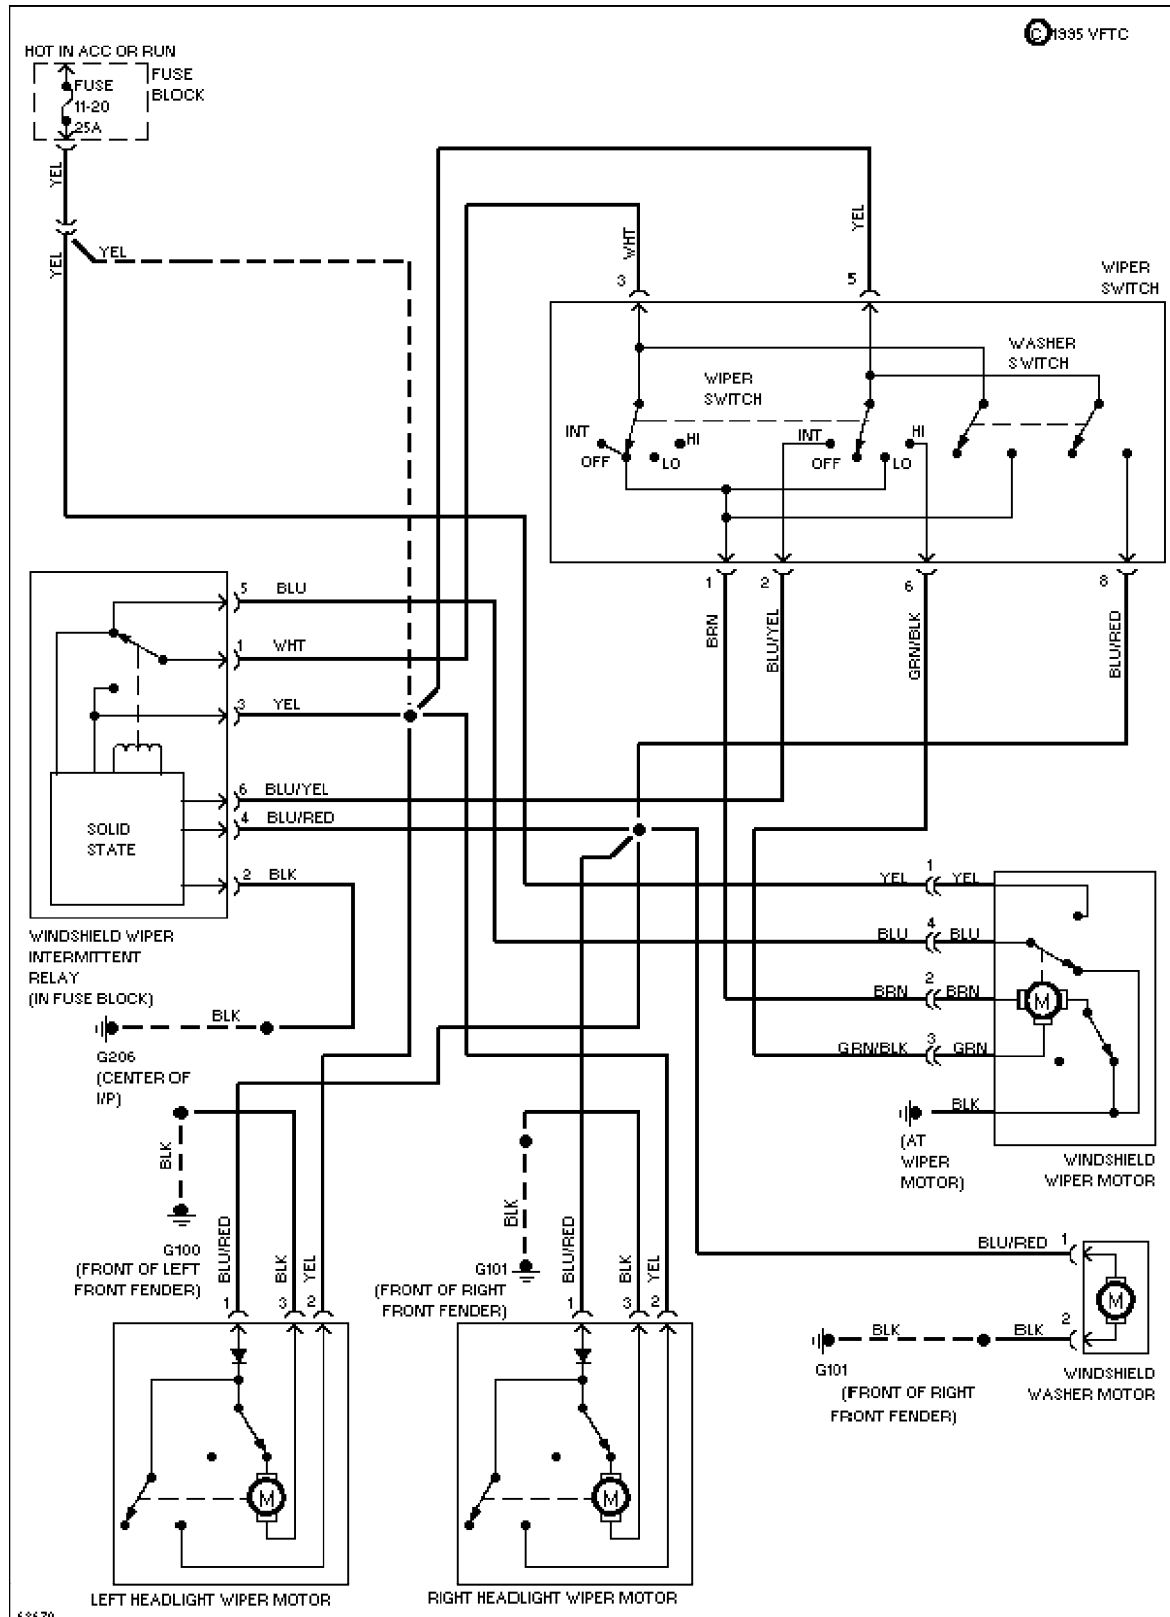 © 1995 VFTC
HOT IN ACC OR RUN
FUSE
11-20
25A
FUSE
BLOCK
YEL
YEL
YEL
WHT
YEL
3
5
WIPER
SWITCH
WASHER
SWITCH
WIPER
SWITCH
INT
OFF
LO
HI
INT
OFF
LO
HI
1
2
6
8
BRN
BLU/YEL
GRN/BLK
BLU/RED
5 BLU
1 WHT
3 YEL
6 BLU/YEL
4 BLU/RED
2 BLK
SOLID
STATE
WINDSHIELD WIPER
INTERMITTENT
RELAY
(IN FUSE BLOCK)
BLK
G206
(CENTER OF
I/P)
YEL 1 YEL
BLU 4 BLU
BRN 2 BRN
GRN/BLK 3 GRN
BLK
M
(AT
WIPER
MOTOR)
WINDSHIELD
WIPER MOTOR
BLK
G100
(FRONT OF LEFT
FRONT FENDER)
BLU/RED
BLK
YEL
1
3
2
BLK
G101
(FRONT OF RIGHT
FRONT FENDER)
BLU/RED
BLK
YEL
1
3
2
BLU/RED 1
M
2
BLK
BLK
G101
(FRONT OF RIGHT
FRONT FENDER)
WINDSHIELD
WASHER MOTOR
M
M
LEFT HEADLIGHT WIPER MOTOR
RIGHT HEADLIGHT WIPER MOTOR